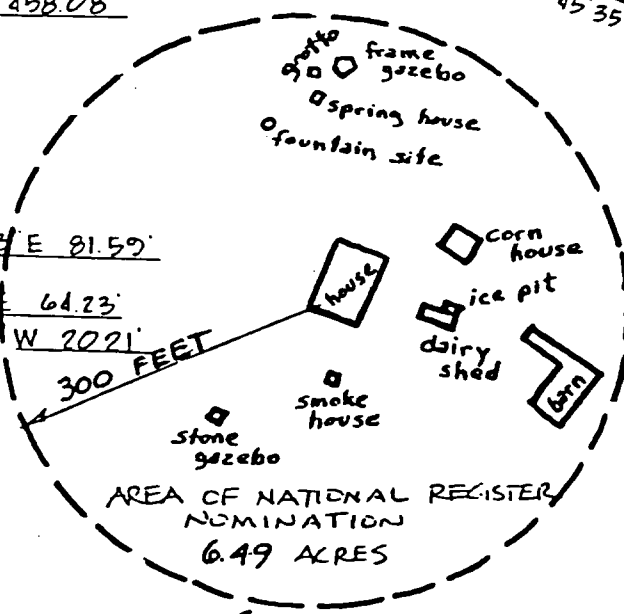 458.08
45 35
grotto
frame
gazebo
spring house
fountain site
E 81.59'
corn
house
house
ice pit
64.23'
W 2021'
dairy
shed
300 FEET
barn
smoke
house
stone
gazebo
AREA OF NATIONAL REGISTER
NOMINATION
6.49 ACRES